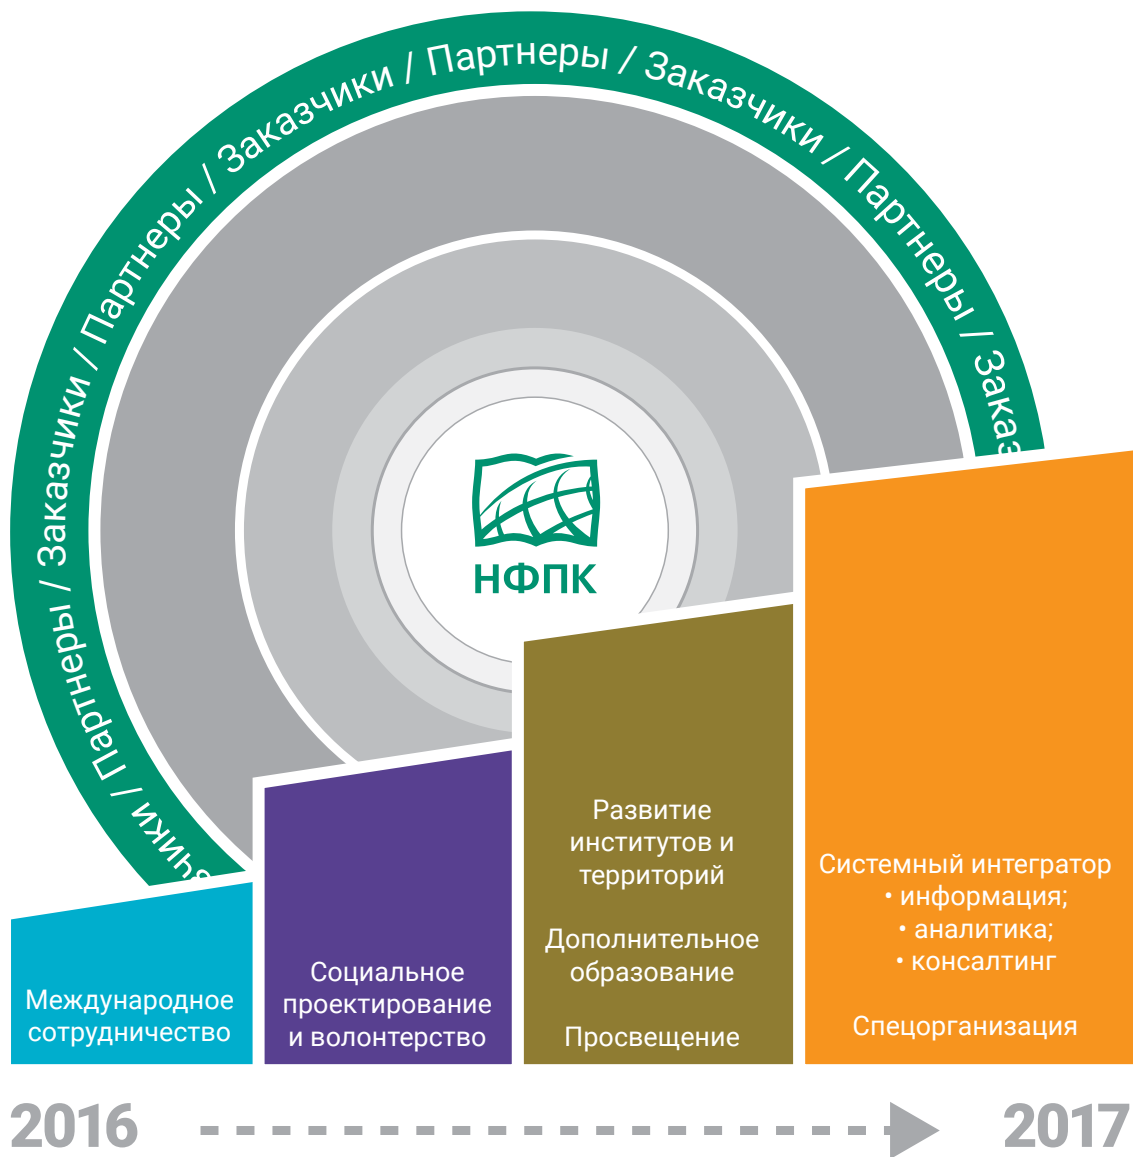 чики / Партнеры / Заказчики / Партнеры / Заказчики / Партнеры / Заказчики / Партнеры / Заказ
НФПК
Международное
сотрудничество
Социальное
проектирование
и волонтерство
Развитие
институтов и
территорий
Дополнительное
образование
Просвещение
Системный интегратор
• информация;
• аналитика;
• консалтинг
Спецорганизация
2016
2017